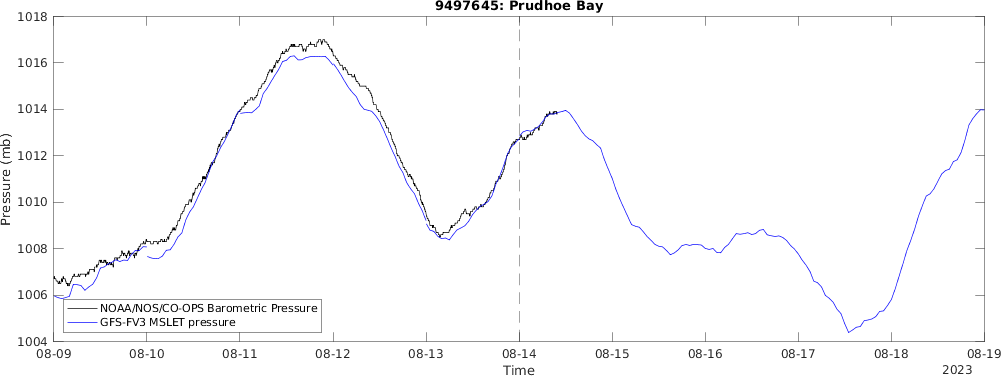 9497645: Prudhoe Bay
Pressure (mb)
1018
1016
1014
1012
1010
1008
1006
1004
NOAA/NOS/CO-OPS Barometric Pressure
GFS-FV3 MSLET pressure
08-09 08-10 08-11 08-12 08-13 08-14 08-15 08-16 08-17 08-18 08-19
Time
2023